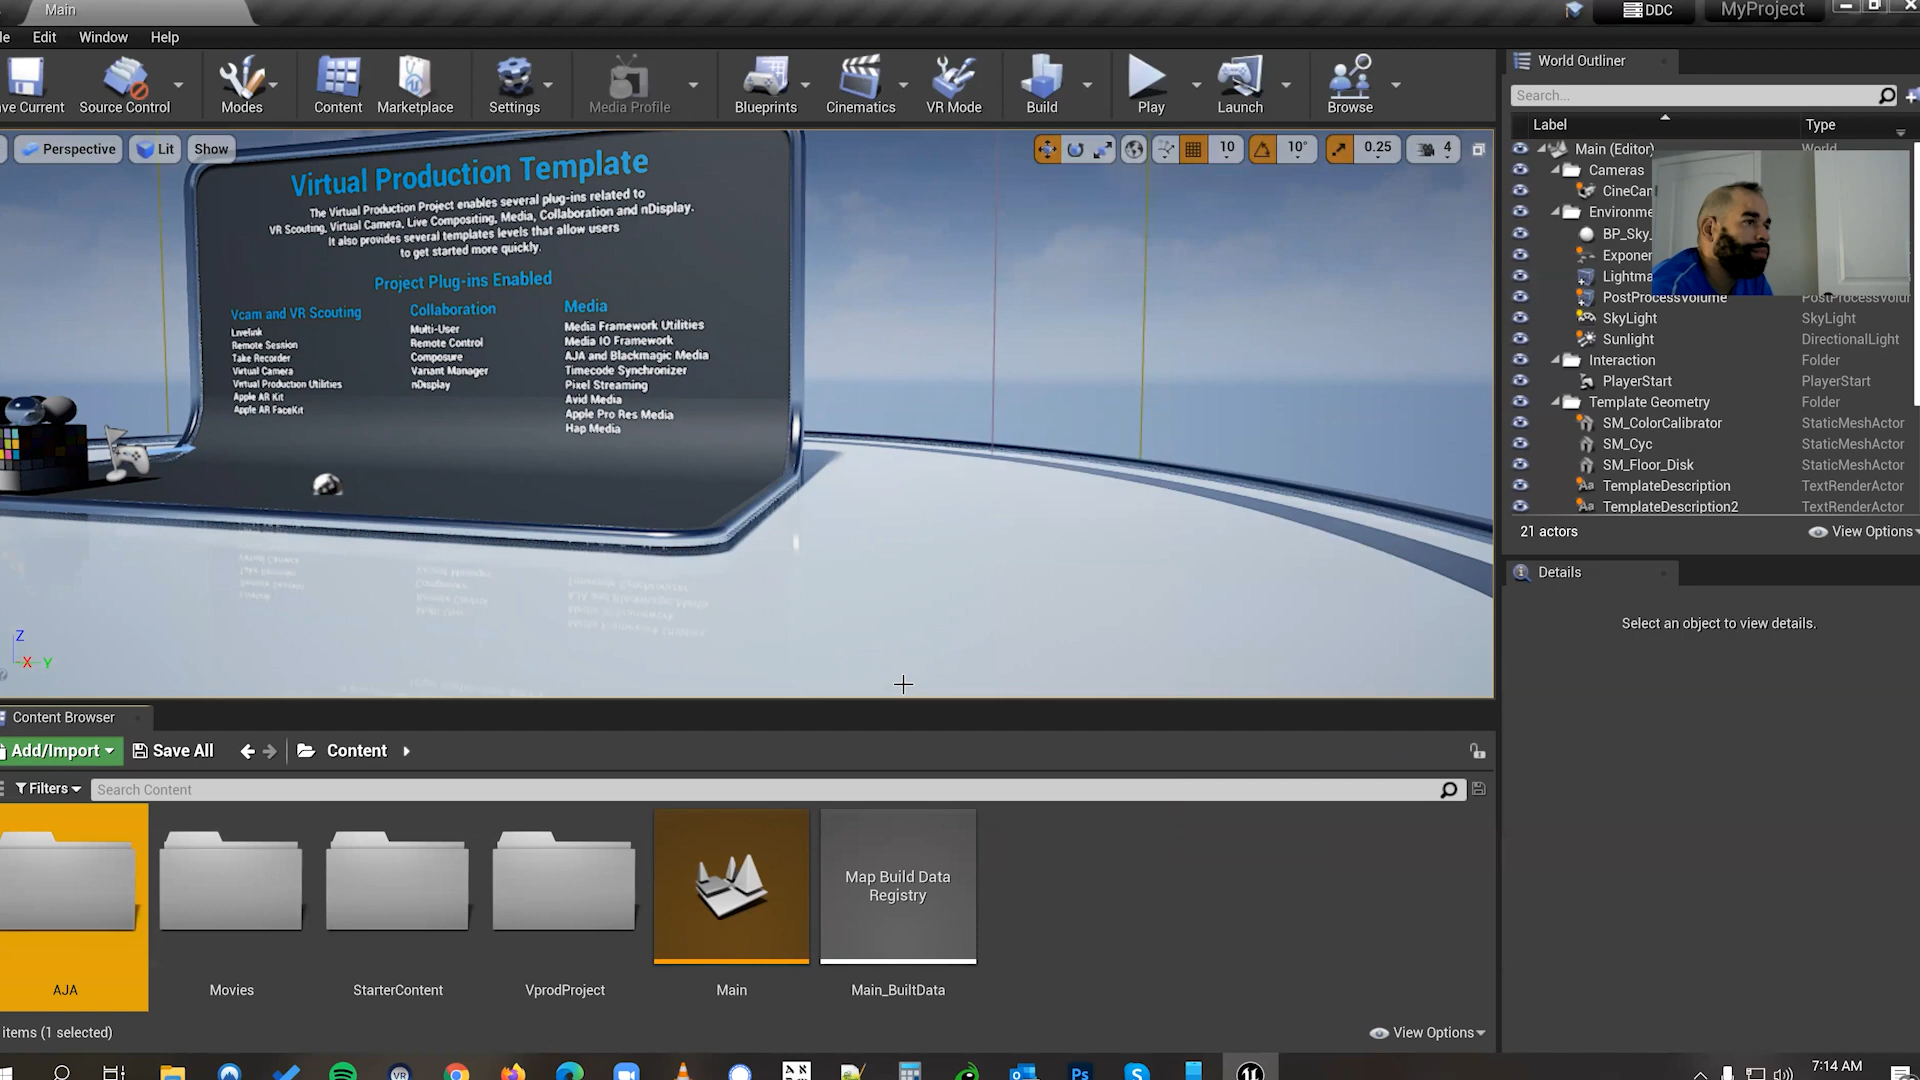 Main
DDC
MyProject
le Edit Window Help
ve Current
Source Control
Modes
Content
Marketplace
Settings
Media Profile
Blueprints
Cinematics
VR Mode
Build
Play
Launch
Browse
World Outliner
Search...
Label Type
Perspective
Lit
Show
10
10°
0.25
4
Virtual Production Template
The Virtual Production Project enables several plug-ins related to
VR Scouting, Virtual Camera, Live Compositing, Media, Collaboration and nDisplay.
It also provides several templates levels that allow users
to get started more quickly.
Project Plug-ins Enabled
Vcam and VR Scouting
Livelink
Remote Session
Take Recorder
Virtual Camera
Virtual Production Utilities
Apple AR Kit
Apple AR FaceKit
Collaboration
Multi-User
Remote Control
Composure
Variant Manager
nDisplay
Media
Media Framework Utilities
Media IO Framework
AJA and Blackmagic Media
Timecode Synchronizer
Pixel Streaming
Avid Media
Apple Pro Res Media
Hap Media
Z
X Y
Main (Editor) World
Cameras
CineCam
Environme
BP_Sky_
Exponen
Lightma
PostProcessVolume PostProcessVolur
SkyLight SkyLight
Sunlight DirectionalLight
Interaction Folder
PlayerStart PlayerStart
Template Geometry Folder
SM_ColorCalibrator StaticMeshActor
SM_Cyc StaticMeshActor
SM_Floor_Disk StaticMeshActor
TemplateDescription TextRenderActor
TemplateDescription2 TextRenderActor
21 actors
View Options
Details
Select an object to view details.
Content Browser
Add/Import
Save All
Content
Filters
Search Content
Map Build Data
Registry
AJA
Movies
StarterContent
VprodProject
Main
Main_BuiltData
items (1 selected)
View Options
VR
Ps
7:14 AM